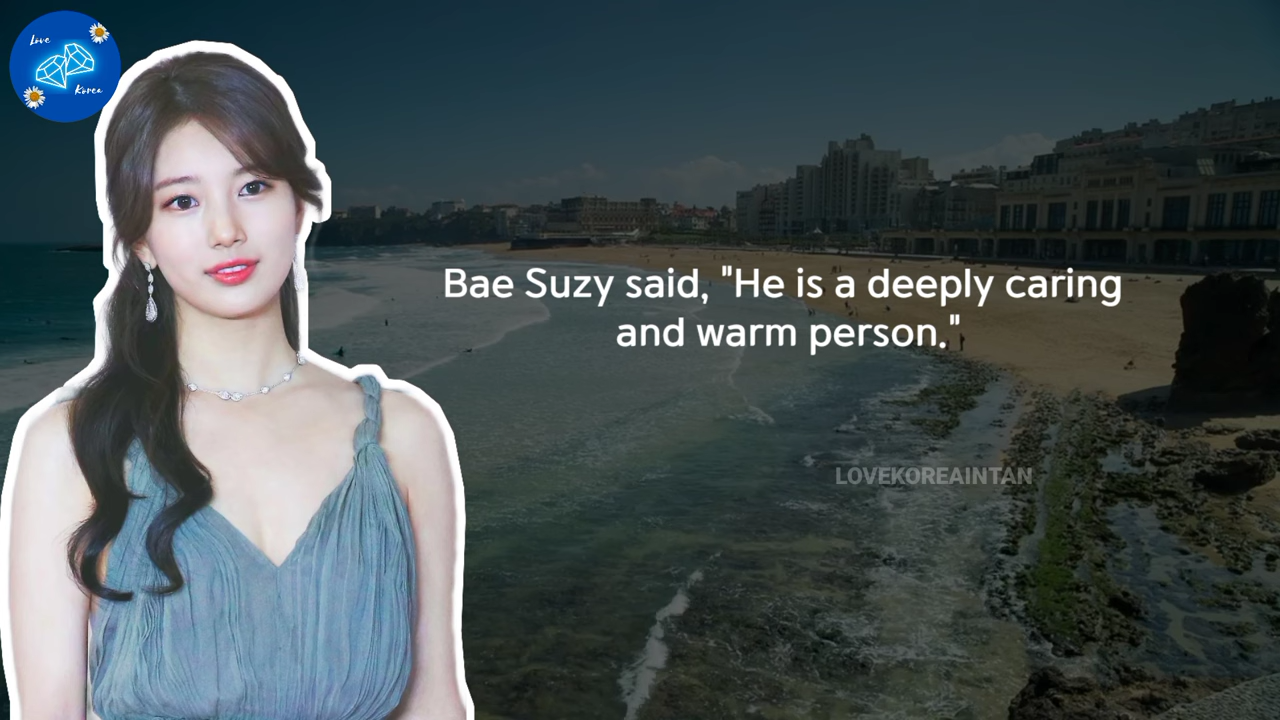 Love
Korea
Bae Suzy said, "He is a deeply caring
and warm person."
LOVEKOREAINTAN